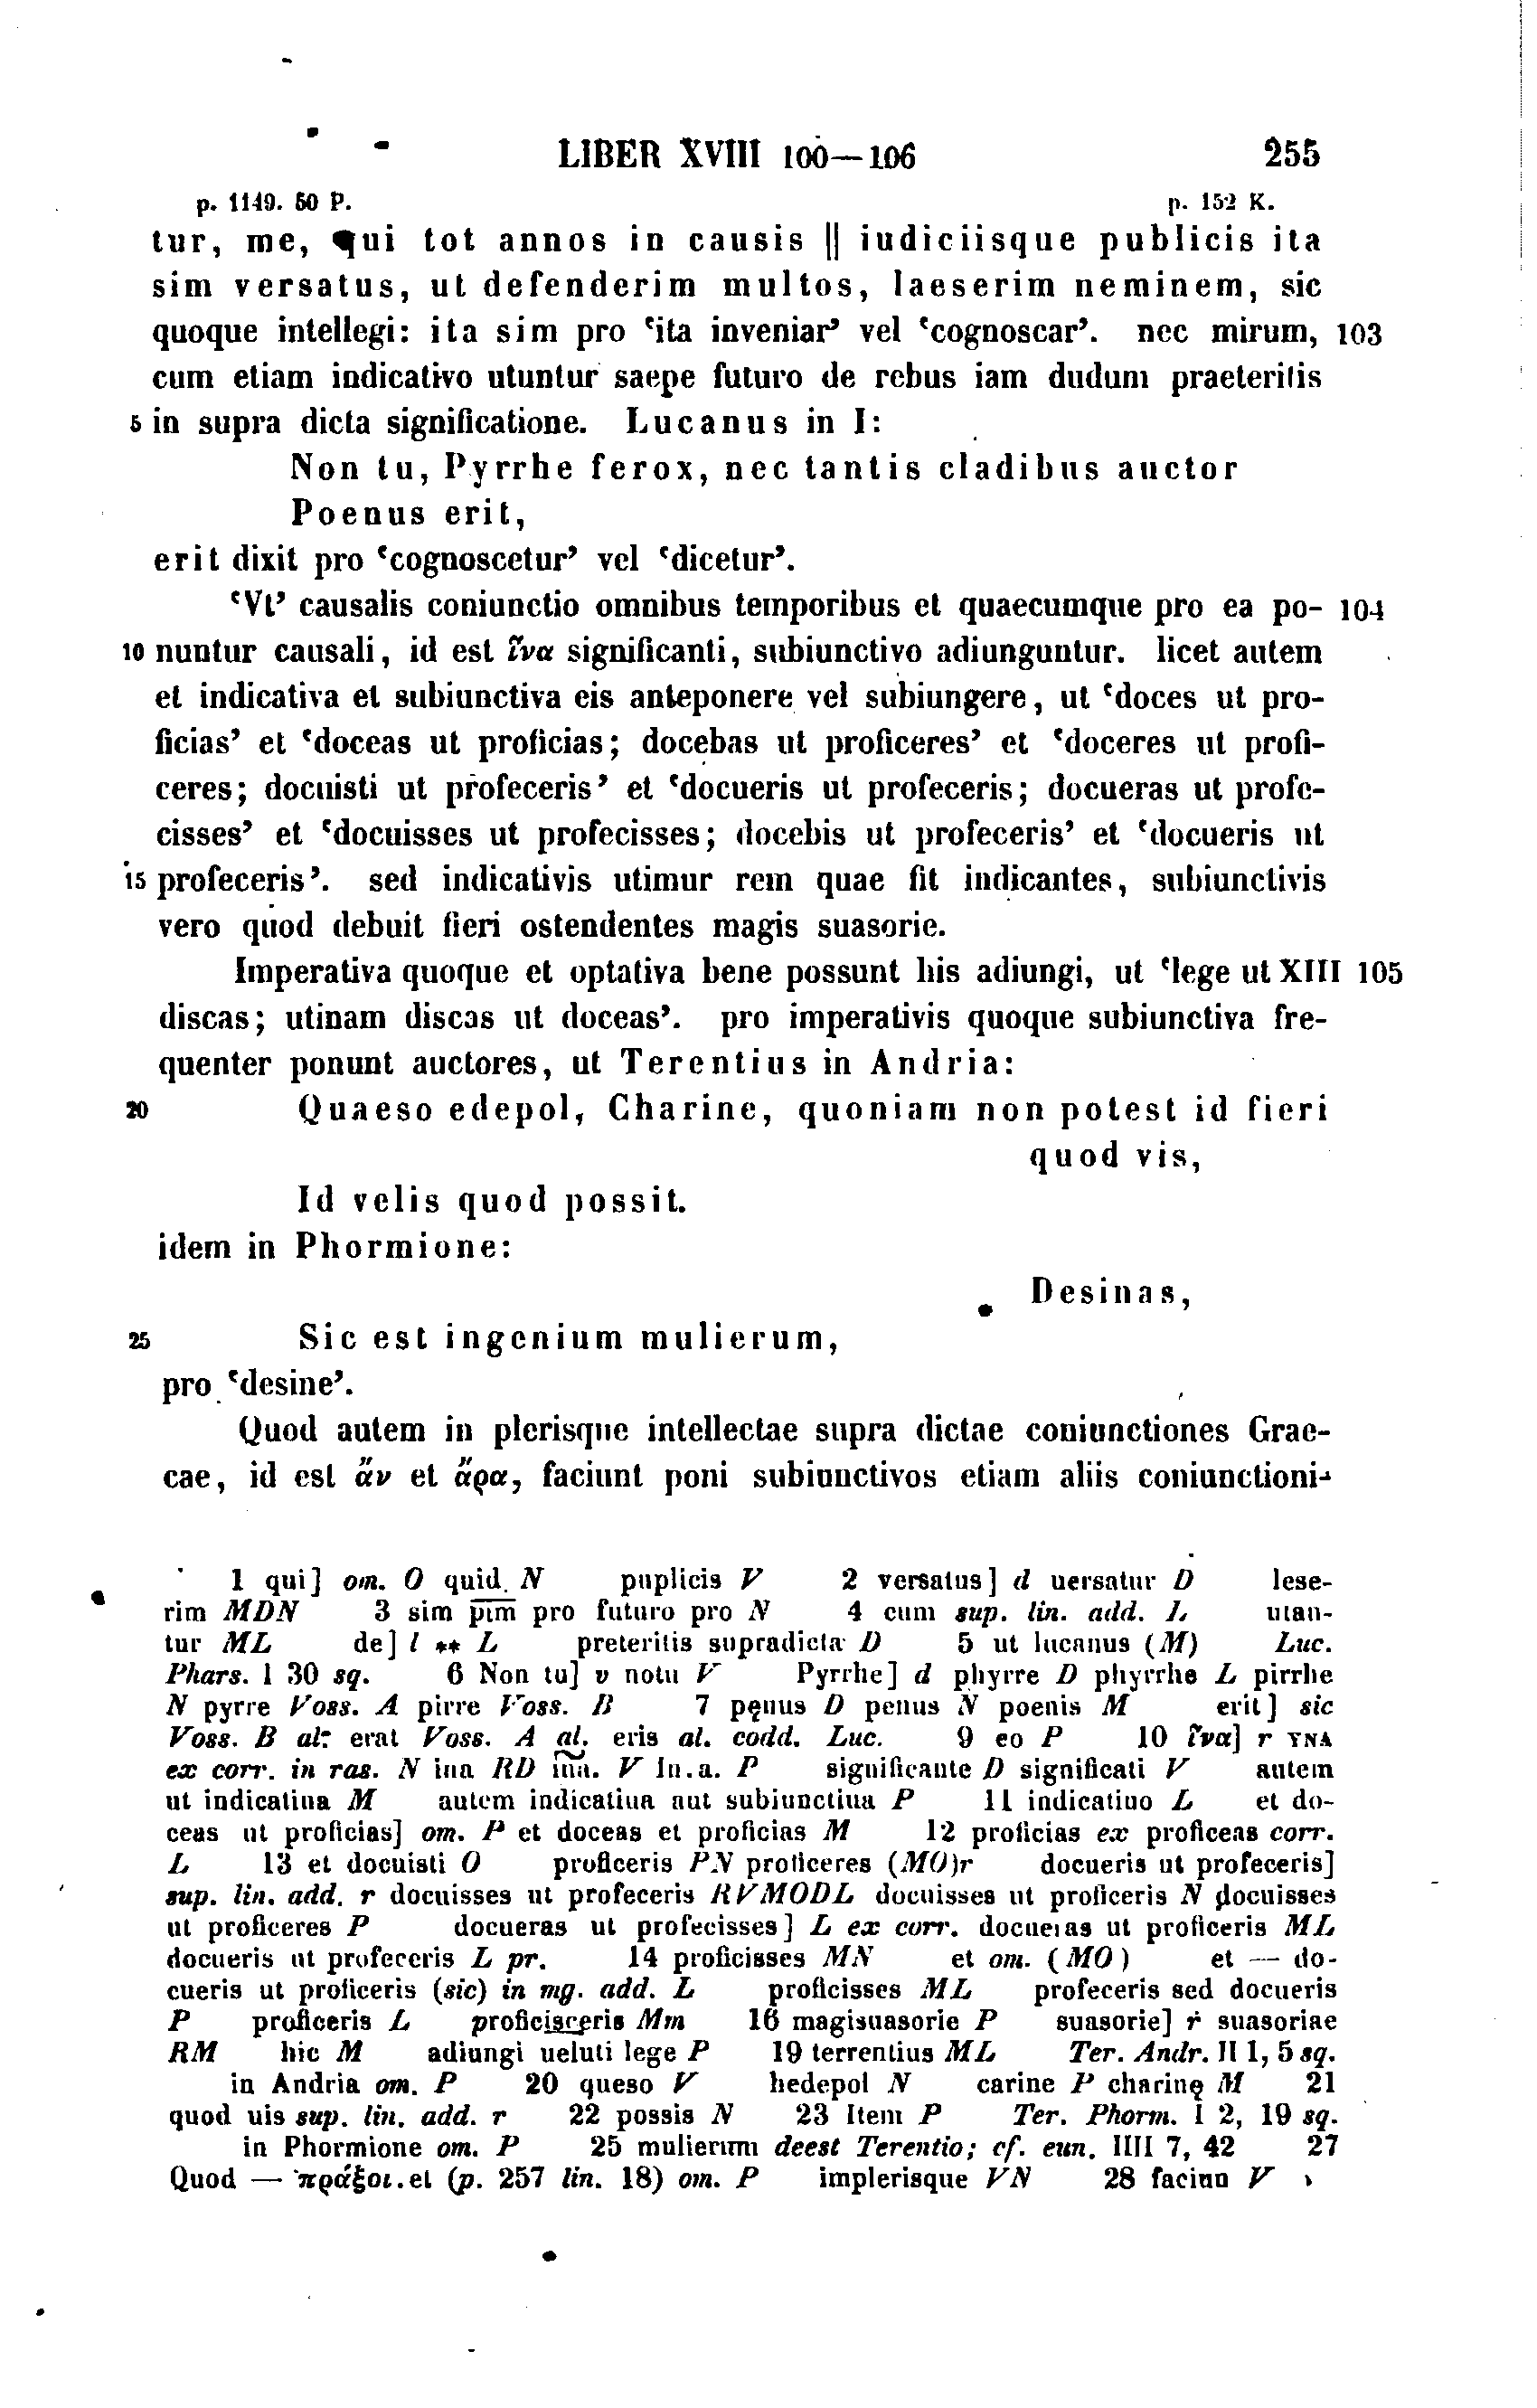 LIBER XVIII 100—106 255
p. 1149. 50 P. p. 152 K.
tur, me, qui tot annos in causis || iudiciisque publicis ita
sim versatus, ut defenderim multos, laeserim neminem, sic
quoque intellegi: ita sim pro ‘ita inveniar’ vel ‘cognoscar’. nec mirum, 103
cum etiam indicativo utuntur saepe futuro de rebus iam dudum praeteritis
5 in supra dicta significatione. Lucanus in I:
Non tu, Pyrrhe ferox, nec tantis cladibus auctor
Poenus erit,
erit dixit pro ‘cognoscetur’ vel ‘dicetur’.
‘Vt’ causalis coniunctio omnibus temporibus et quaecumque pro ea po- 104
10 nuntur causali, id est ἵνα significanti, subiunctivo adiunguntur. licet autem
et indicativa et subiunctiva eis anteponere vel subiungere, ut ‘doces ut pro-
ficias’ et ‘doceas ut proficias; docebas ut proficeres’ et ‘doceres ut profi-
ceres; docuisti ut profeceris’ et ‘docueris ut profeceris; docueras ut profe-
cisses’ et ‘docuisses ut profecisses; docebis ut profeceris’ et ‘docueris ut
15 profeceris’. sed indicativis utimur rem quae fit indicantes, subiunctivis
vero quod debuit fieri ostendentes magis suasorie.
Imperativa quoque et optativa bene possunt his adiungi, ut ‘lege ut XIII 105
discas; utinam discas ut doceas’. pro imperativis quoque subiunctiva fre-
quenter ponunt auctores, ut Terentius in Andria:
20 Quaeso edepol, Charine, quoniam non potest id fieri
quod vis,
Id velis quod possit.
idem in Phormione:
Desinas,
25 Sic est ingenium mulierum,
pro ‘desine’.
Quod autem in plerisque intellectae supra dictae coniunctiones Grae-
cae, id est ἄν et ἄρα, faciunt poni subiunctivos etiam aliis coniunctioni-
1 qui] om. O quid N puplicis V 2 versatus] d uersatur D lese-
rim MDN 3 sim p̅t̅m̅ pro futuro pro N 4 cum sup. lin. add. L utan-
tur ML de] l ** L preteritis supradicta D 5 ut lucanus (M) Luc.
Phars. I 30 sq. 6 Non tu] v notu V Pyrrhe] d phyrre D phyrrhe L pirrhe
N pyrre Voss. A pirre Voss. B 7 pęnus D penus N poenis M erit] sic
Voss. B al: erat Voss. A al. eris al. codd. Luc. 9 eo P 10 ἵνα] r ΥΝΑ
ex corr. in ras. N ina RD ina. V In.a. P significante D significati V autem
ut indicatiua M autem indicatiua aut subiunctiua P 11 indicatiuo L et do-
ceas ut proficias] om. P et doceas et proficias M 12 proficias ex proficeas corr.
L 13 et docuisti O proficeris PN proficeres (MO)r docueris ut profeceris]
sup. lin. add. r docuisses ut profeceris RVMODL docuisses ut proficeris N docuisses
ut proficeres P docueras ut profecisses] L ex corr. docueras ut proficeris ML
docueris ut profeceris L pr. 14 proficisses MN et om. (MO) et — do-
cueris ut proficeris (sic) in mg. add. L proficisses ML profeceris sed docueris
P proficeris L proficisceris Mm 16 magisuasorie P suasorie] r suasoriae
RM hic M adiungi ueluti lege P 19 terrentius ML Ter. Andr. II 1, 5 sq.
in Andria om. P 20 queso V hedepol N carine P charinę M 21
quod uis sup. lin. add. r 22 possis N 23 Item P Ter. Phorm. I 2, 19 sq.
in Phormione om. P 25 mulierum deest Terentio; cf. eun. IIII 7, 42 27
Quod — πράξοι.et (p. 257 lin. 18) om. P implerisque VN 28 faciun V